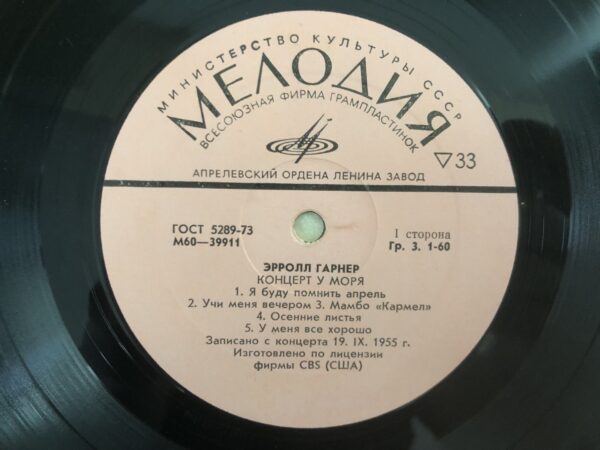 МИНИСТЕРСТВО КУЛЬТУРЫ СССР
МЕЛОДИЯ
ВСЕСОЮЗНАЯ ФИРМА ГРАМПЛАСТИНОК
▽33
АПРЕЛЕВСКИЙ ОРДЕНА ЛЕНИНА ЗАВОД
ГОСТ 5289-73
М60—39911
I сторона
Гр. 3. 1-60
ЭРРОЛЛ ГАРНЕР
КОНЦЕРТ У МОРЯ
1. Я буду помнить апрель
2. Учи меня вечером 3. Мамбо «Кармел»
4. Осенние листья
5. У меня все хорошо
Записано с концерта 19. IX. 1955 г.
Изготовлено по лицензии
фирмы CBS (США)